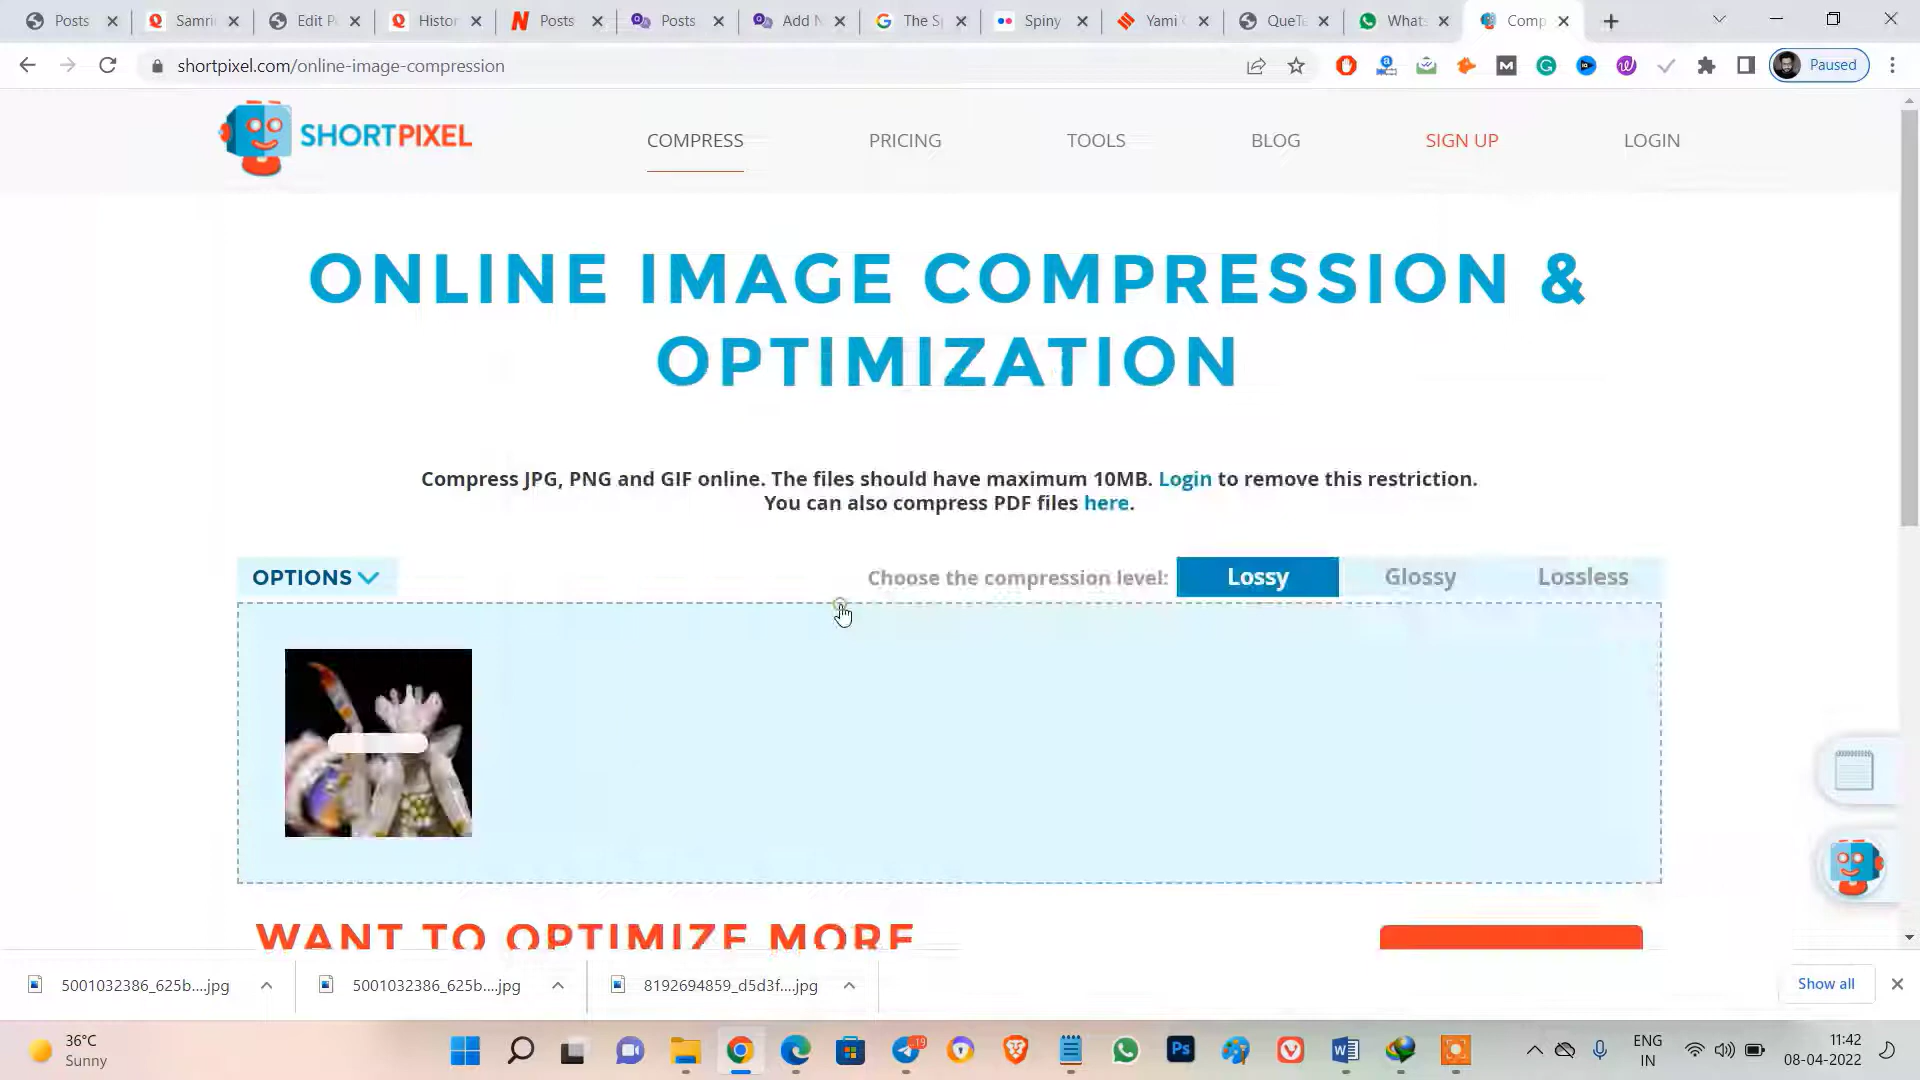 Posts
Samri
Edit P
Histor
Posts
Posts
Add N
The S
Spiny
Yami
QueTe
Whats
Comp
shortpixel.com/online-image-compression
Paused
SHORTPIXEL
COMPRESS
PRICING
TOOLS
BLOG
SIGN UP
LOGIN
ONLINE IMAGE COMPRESSION &
OPTIMIZATION
Compress JPG, PNG and GIF online. The files should have maximum 10MB. Login to remove this restriction.
You can also compress PDF files here.
OPTIONS
Choose the compression level:
Lossy
Glossy
Lossless
WANT TO OPTIMIZE MORE
5001032386_625b....jpg
5001032386_625b....jpg
8192694859_d5d3f....jpg
Show all
36°C
Sunny
19
Ps
ENG
IN
11:42
08-04-2022